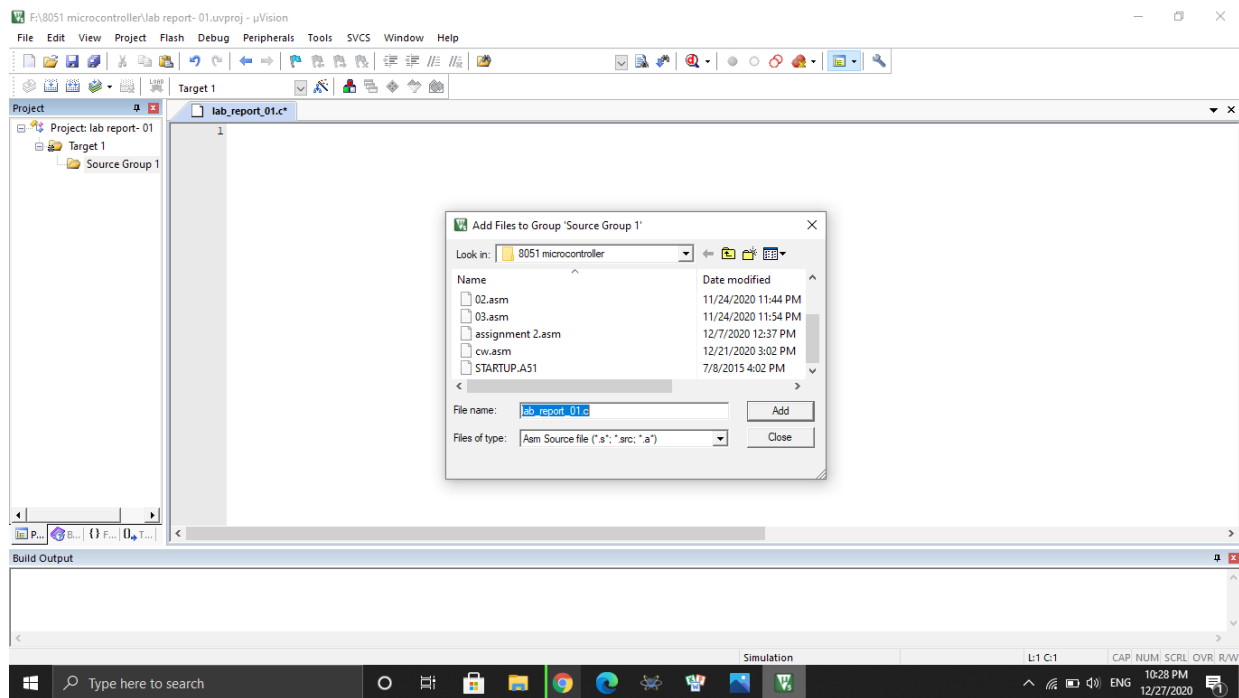 F:\8051 microcontroller\lab report- 01.uvproj - µVision
File Edit View Project Flash Debug Peripherals Tools SVCS Window Help
LOAD Target 1
Project
lab_report_01.c*
Project: lab report- 01
1
Target 1
Source Group 1
Add Files to Group 'Source Group 1'
Look in: 8051 microcontroller
Name Date modified
02.asm 11/24/2020 11:44 PM
03.asm 11/24/2020 11:54 PM
assignment 2.asm 12/7/2020 12:37 PM
cw.asm 12/21/2020 3:02 PM
STARTUP.A51 7/8/2015 4:02 PM
File name: lab_report_01.c Add
Files of type: Asm Source file (*.s*; *.src; *.a*) Close
P... B... {} F... 0 T...
Build Output
Simulation L:1 C:1 CAP NUM SCRL OVR R/W
Type here to search
ENG 10:28 PM
12/27/2020
1